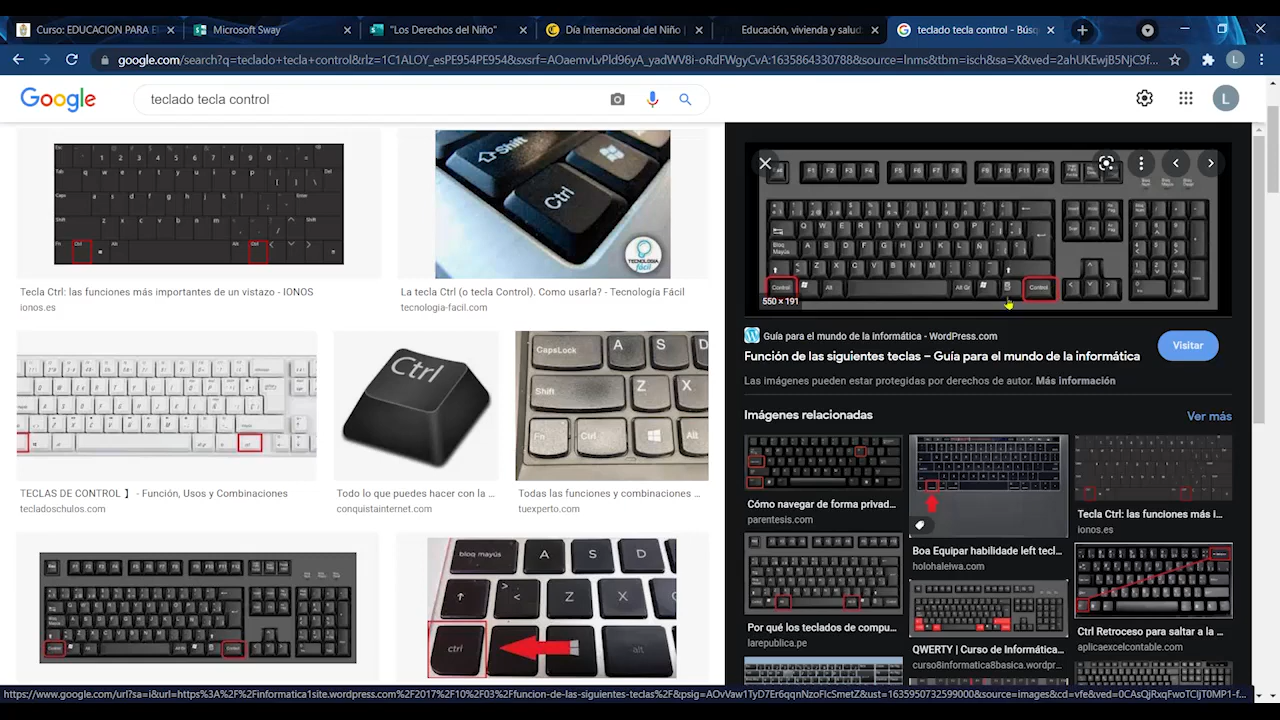 Curso: EDUCACION PARA E
Microsoft Sway
"Los Derechos del Niño"
Día Internacional del Niño
Educación, vivienda y salud
teclado tecla control - Búsq
google.com/search?q=teclado+tecla+control&rlz=1C1ALOY_esPE954PE954&sxsrf=AOaemvLvPld96yA_yadWV8i-oRdFWgyCvA:1635864330788&source=lnms&tbm=isch&sa=X&ved=2ahUKEwjB5NjC9f...
L
Google
teclado tecla control
L
Shift
Ctrl
TECNOLOGIA
fácil
Tecla Ctrl: las funciones más importantes de un vistazo - IONOS
ionos.es
La tecla Ctrl (o tecla Control). Como usarla? - Tecnología Fácil
tecnologia-facil.com
550 x 191
Control
Alt
Alt Gr
Control
Guía para el mundo de la informática - WordPress.com
Función de las siguientes teclas – Guía para el mundo de la informática
Visitar
Las imágenes pueden estar protegidas por derechos de autor. Más información
Imágenes relacionadas
Ver más
Ctrl
CapsLock A S D
Shift Z X
Fn Ctrl Alt
TECLAS DE CONTROL 】 - Función, Usos y Combinaciones
tecladoschulos.com
Todo lo que puedes hacer con la ...
conquistainternet.com
Todas las funciones y combinaciones ...
tuexperto.com
Cómo navegar de forma privad...
parentesis.com
Boa Equipar habilidade left tecl...
holohaleiwa.com
Tecla Ctrl: las funciones más i...
ionos.es
bloq mayús A S D
Z X
ctrl alt
Por qué los teclados de compu...
larepublica.pe
QWERTY | Curso de Informática...
curso8informatica8basica.wordpr...
Ctrl Retroceso para saltar a la ...
aplicaexcelcontable.com
https://www.google.com/url?sa=i&url=https%3A%2F%2Finformatica1site.wordpress.com%2F2017%2F10%2F03%2Ffuncion-de-las-siguientes-teclas%2F&psig=AOvVaw1TyD7Er6qqnNzoFIcSmetZ&ust=1635950732599000&source=images&cd=vfe&ved=0CAsQjRxqFwoTCIjT0MP1-f...